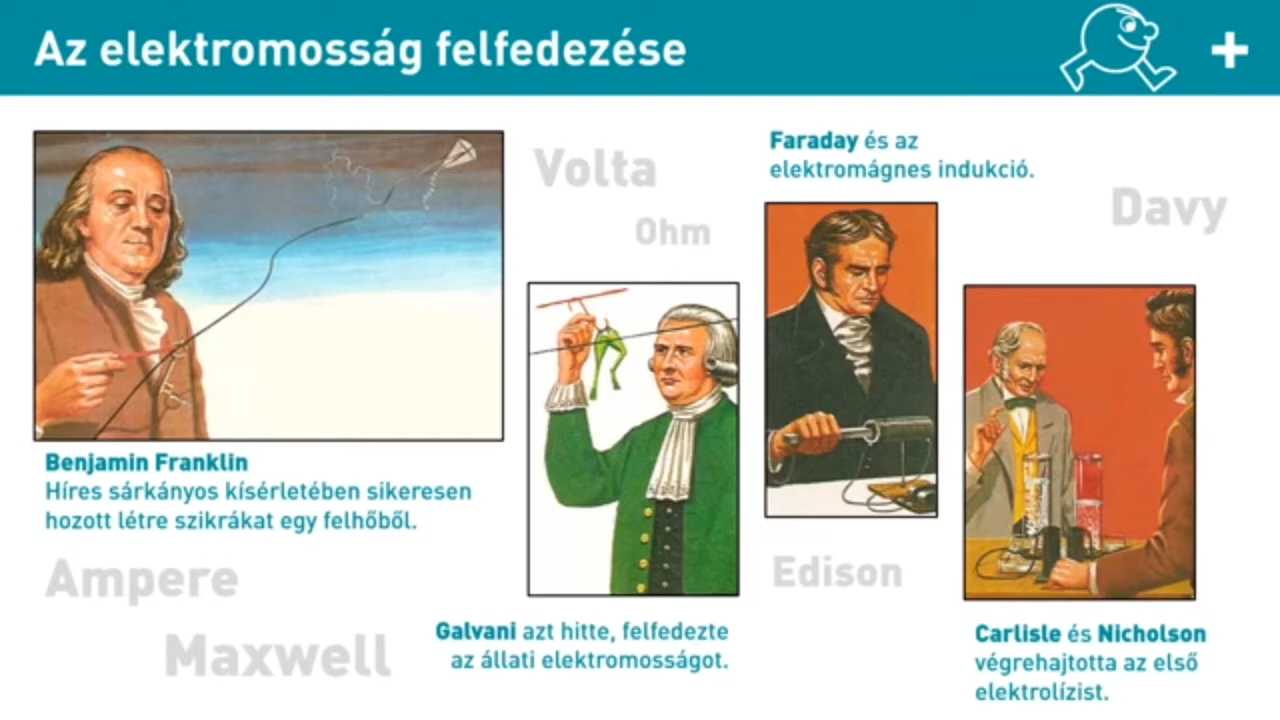 Az elektromosság felfedezése
+
Volta
Ohm
Faraday és az
elektromágnes indukció.
Davy
Benjamin Franklin
Híres sárkányos kísérletében sikeresen
hozott létre szikrákat egy felhőből.
Ampere
Maxwell
Galvani azt hitte, felfedezte
az állati elektromosságot.
Edison
Carlisle és Nicholson
végrehajtotta az első
elektrolízist.